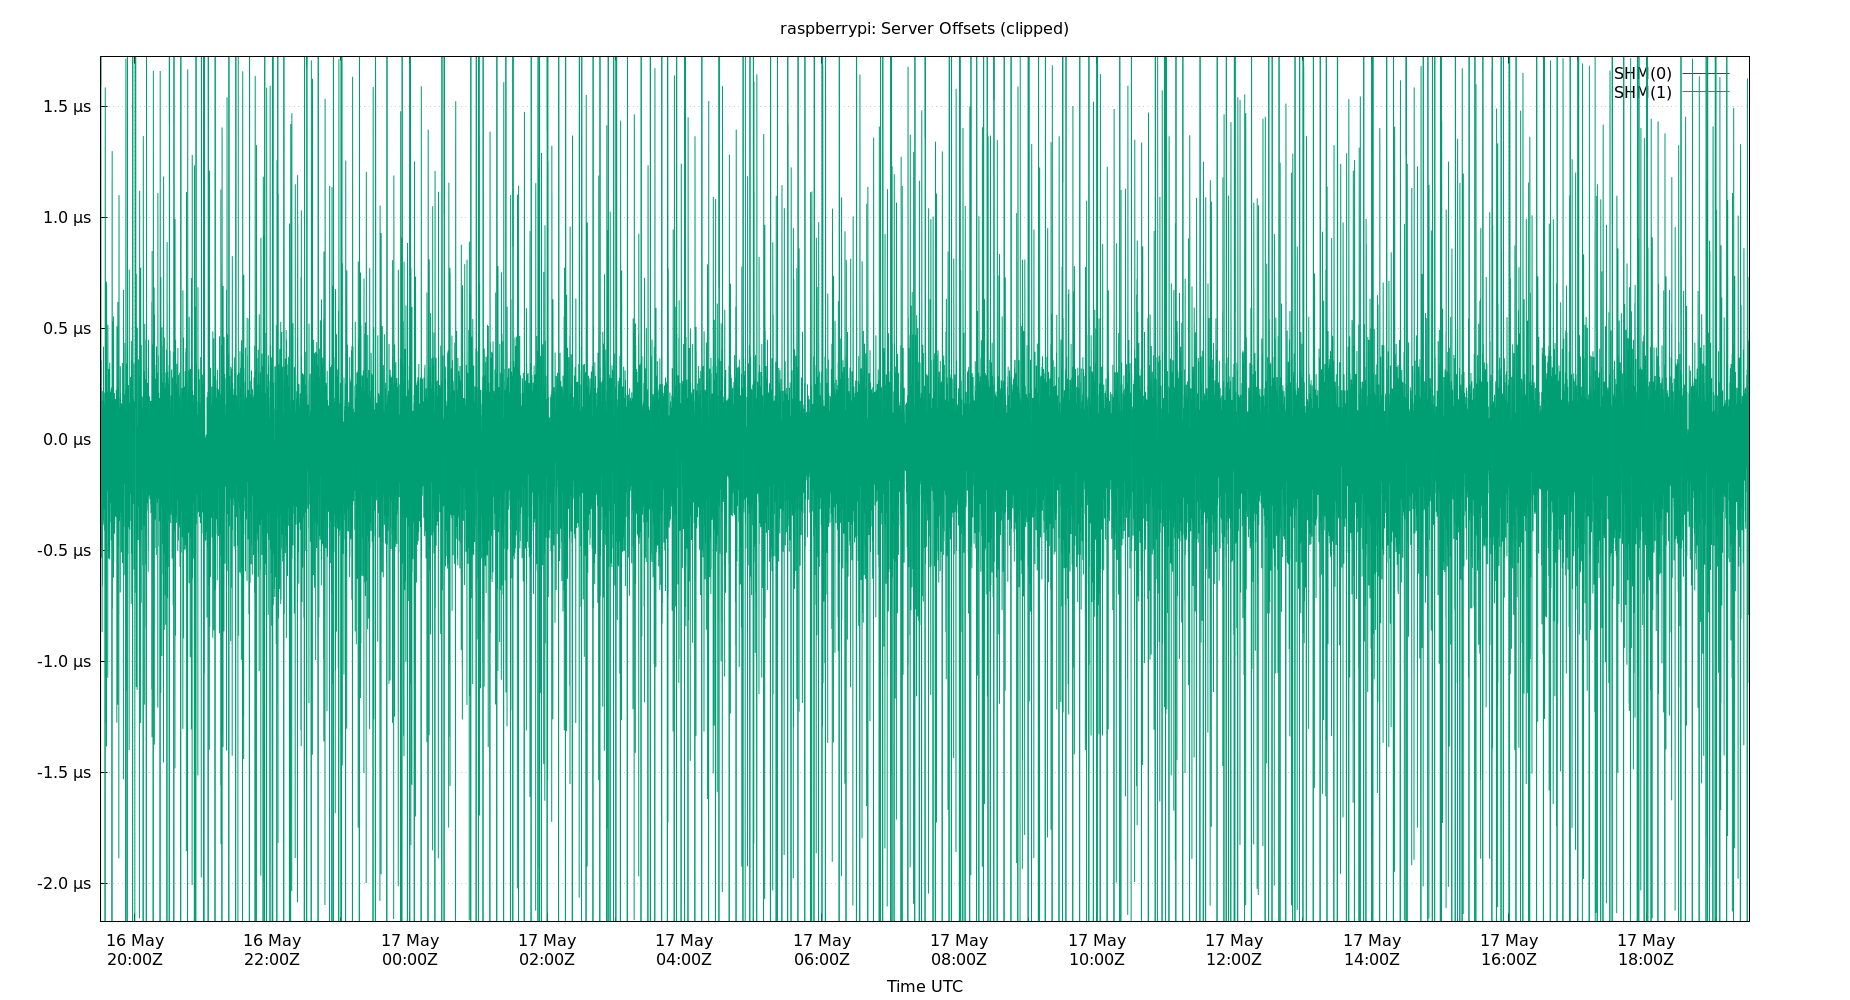 raspberrypi: Server Offsets (clipped)
SHM(0)
SHM(1)
1.5 µs
1.0 µs
0.5 µs
0.0 µs
-0.5 µs
-1.0 µs
-1.5 µs
-2.0 µs
16 May 16 May 17 May 17 May 17 May 17 May 17 May 17 May 17 May 17 May 17 May 17 May
20:00Z 22:00Z 00:00Z 02:00Z 04:00Z 06:00Z 08:00Z 10:00Z 12:00Z 14:00Z 16:00Z 18:00Z
Time UTC